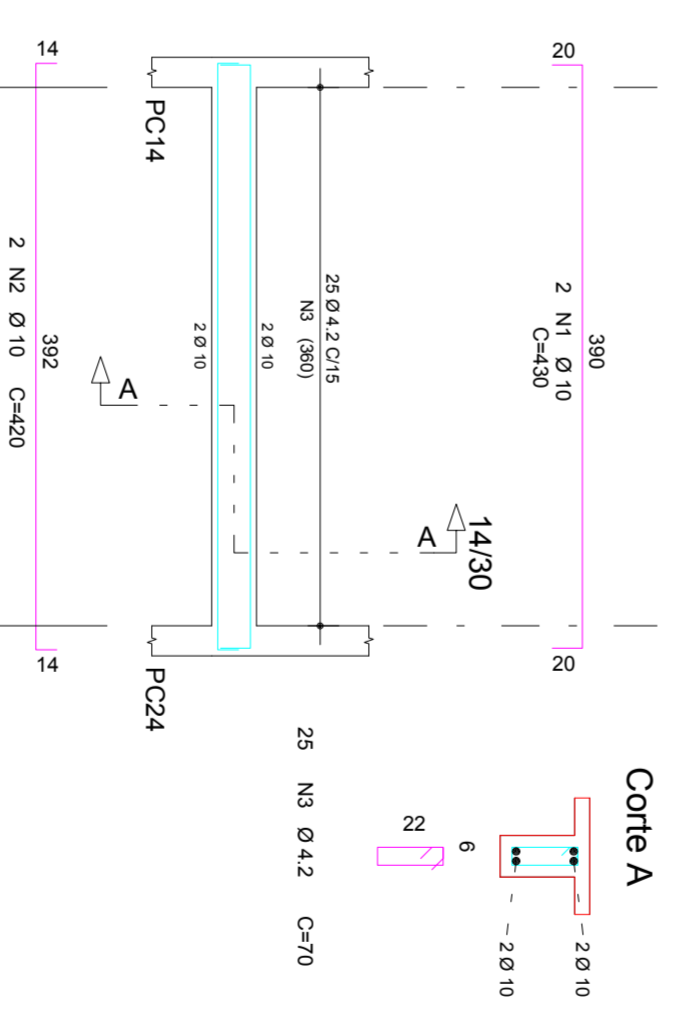 20
390
20
2 N1 Ø 10
C=430
14/30
A
25 Ø 4.2 C/15
N3 (360)
2 Ø 10
2 Ø 10
A
PC14
PC24
14
392
14
2 N2 Ø 10 C=420
Corte A
2 Ø 10
2 Ø 10
6
22
25 N3 Ø 4.2 C=70